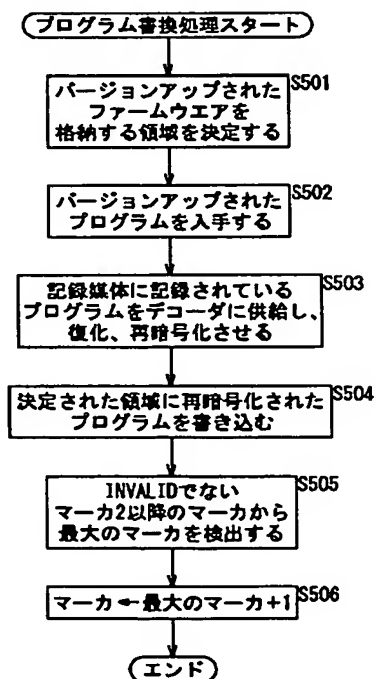 プログラム書換処理スタート
S501
バージョンアップされた
ファームウエアを
格納する領域を決定する
S502
バージョンアップされた
プログラムを入手する
S503
記録媒体に記録されている
プログラムをデコーダに供給し、
復化、再暗号化させる
S504
決定された領域に再暗号化された
プログラムを書き込む
S505
INVALIDでない
マーカ2以降のマーカから
最大のマーカを検出する
S506
マーカ←最大のマーカ+1
エンド